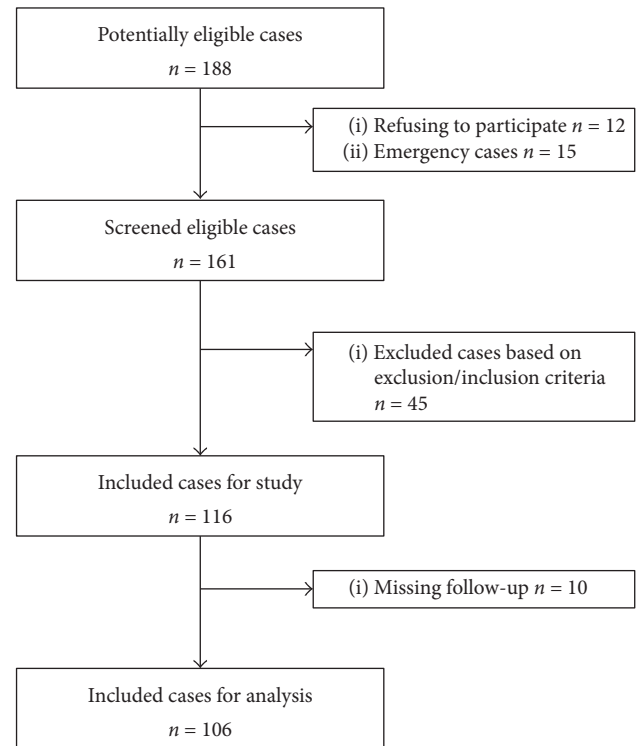 Potentially eligible cases
n = 188
(i) Refusing to participate n = 12
(ii) Emergency cases n = 15
Screened eligible cases
n = 161
(i) Excluded cases based on
exclusion/inclusion criteria
n = 45
Included cases for study
n = 116
(i) Missing follow-up n = 10
Included cases for analysis
n = 106